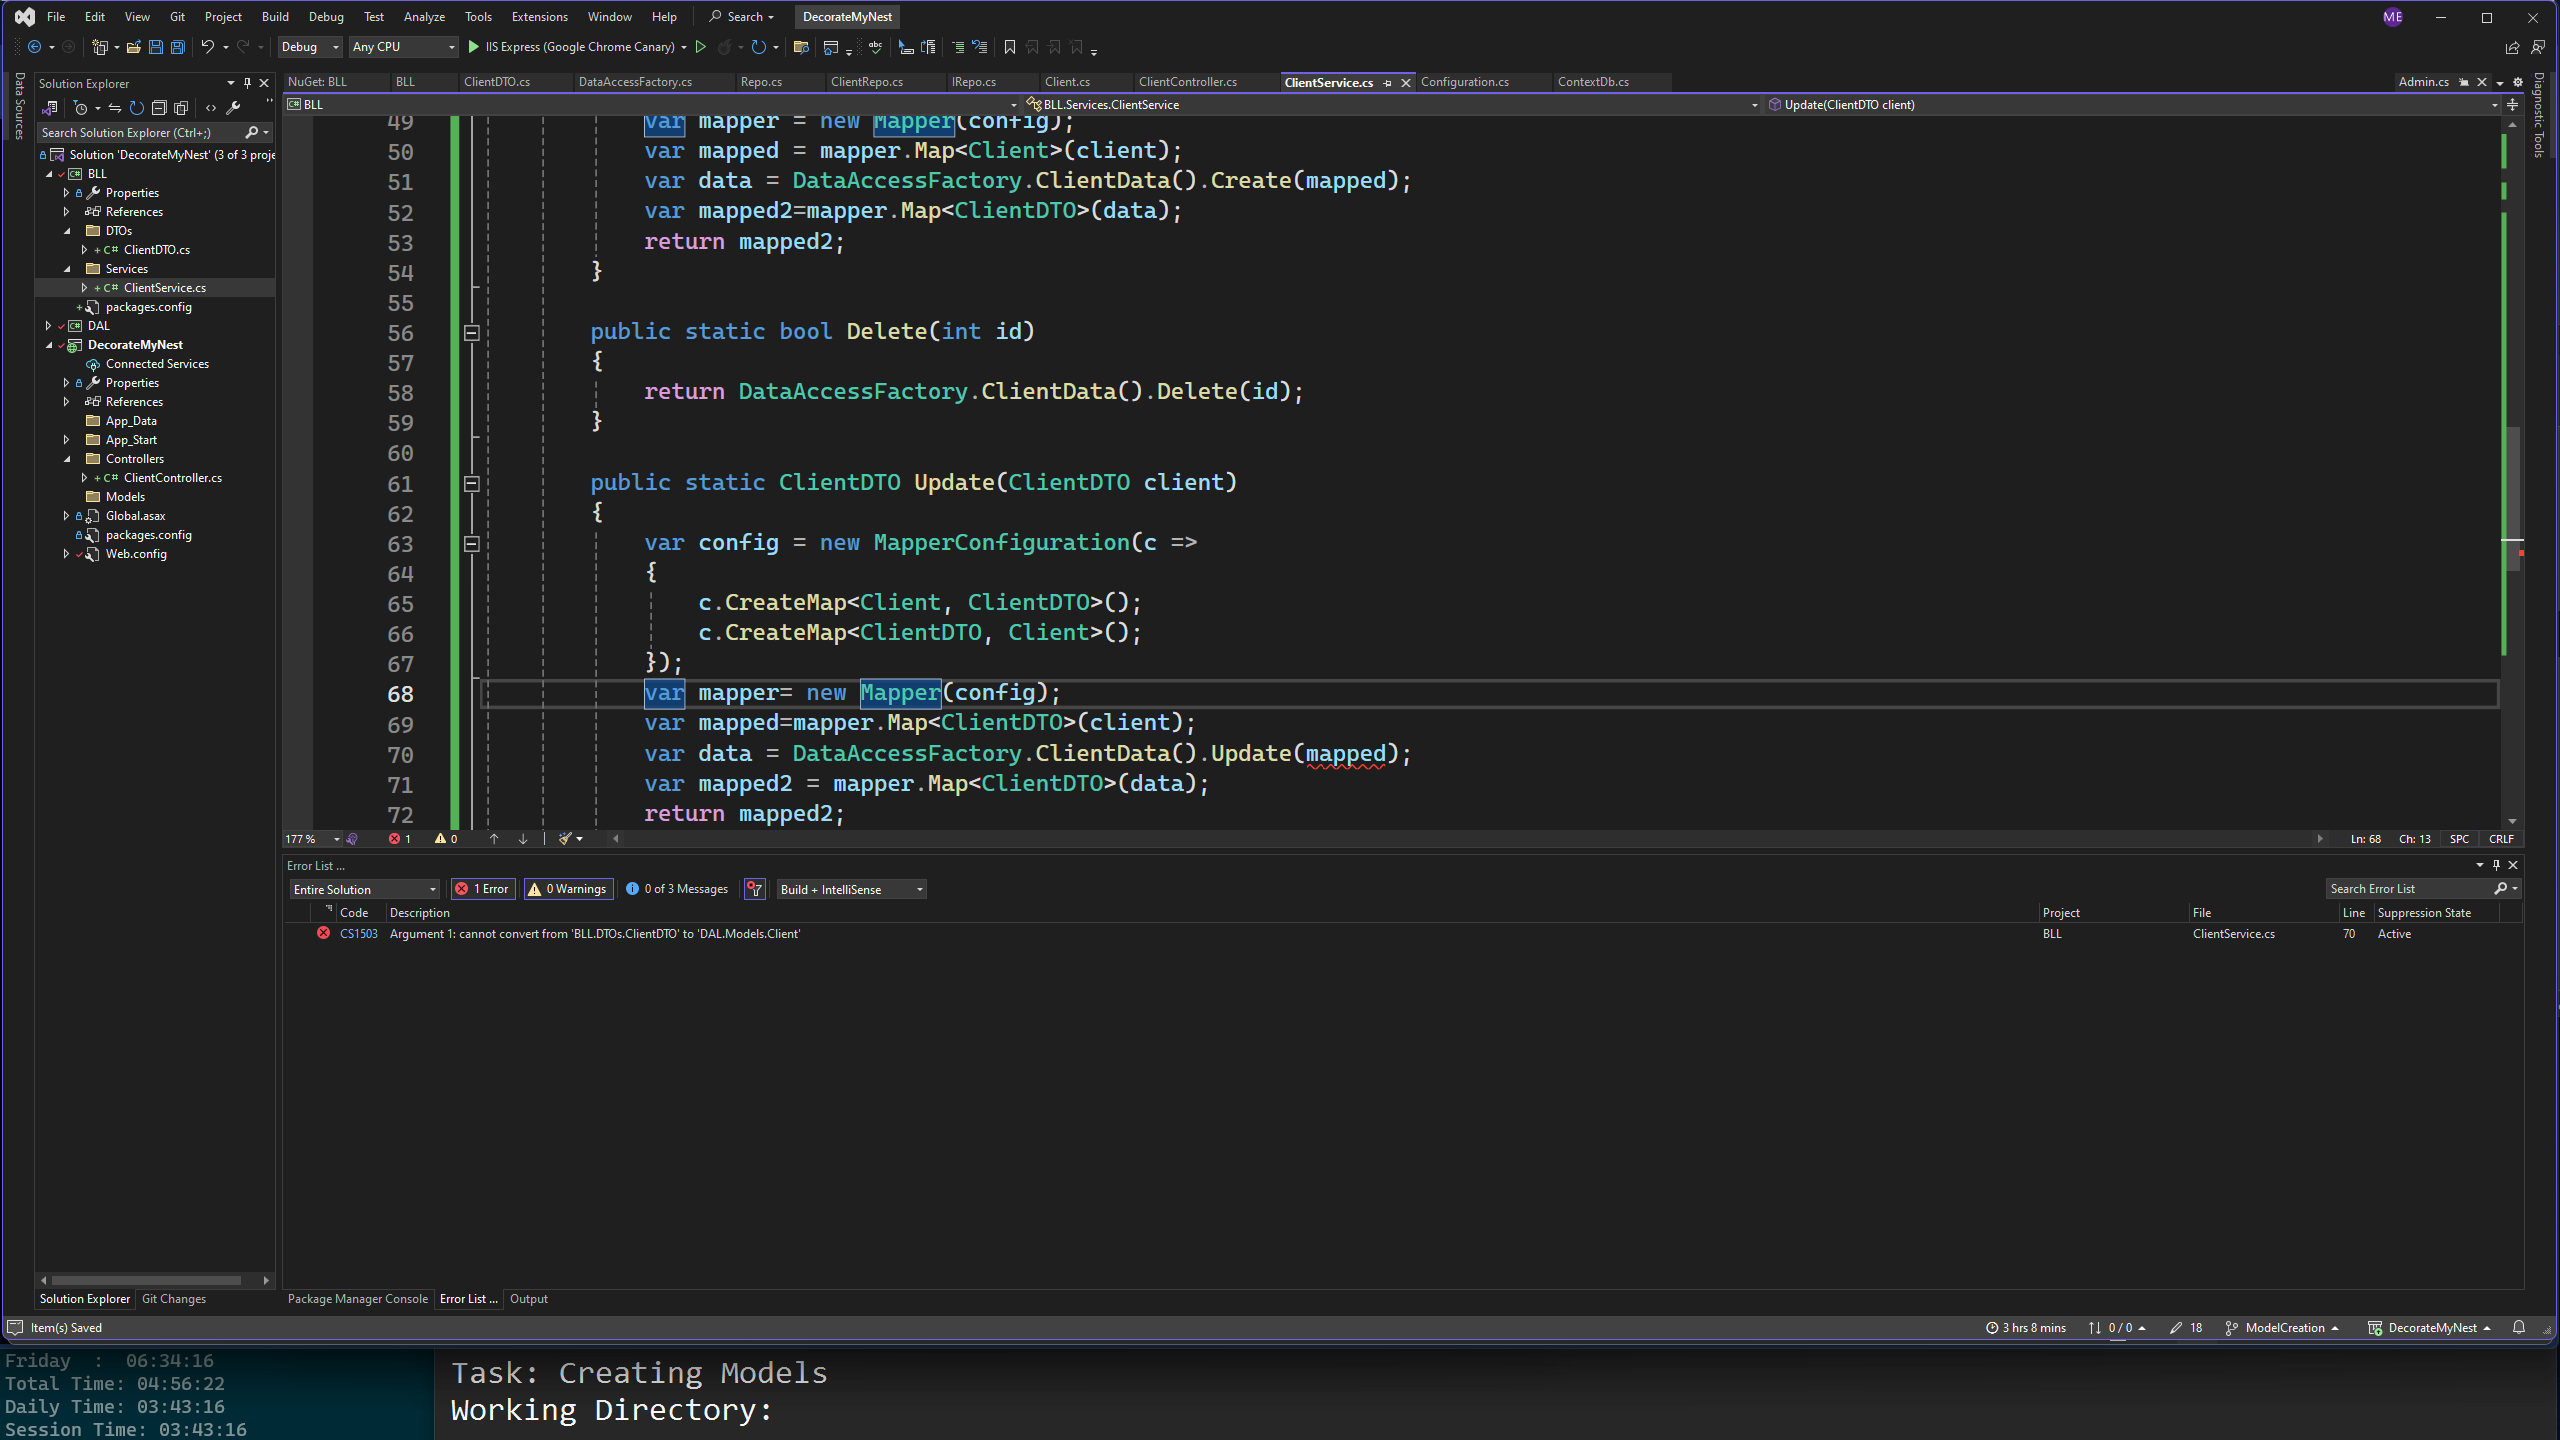 File Edit View Git Project Build Debug Test Analyze Tools Extensions Window Help Search DecorateMyNest ME
Debug Any CPU IIS Express (Google Chrome Canary)
Data Sources
Solution Explorer
Search Solution Explorer (Ctrl+;)
Solution 'DecorateMyNest' (3 of 3 proje
BLL
Properties
References
DTOs
C# ClientDTO.cs
Services
C# ClientService.cs
packages.config
DAL
DecorateMyNest
Connected Services
Properties
References
App_Data
App_Start
Controllers
C# ClientController.cs
Models
Global.asax
packages.config
Web.config
Solution Explorer Git Changes
NuGet: BLL BLL ClientDTO.cs DataAccessFactory.cs Repo.cs ClientRepo.cs IRepo.cs Client.cs ClientController.cs ClientService.cs Configuration.cs ContextDb.cs Admin.cs
BLL BLL.Services.ClientService Update(ClientDTO client)
Diagnostic Tools
49 var mapper = new Mapper(config);
50 var mapped = mapper.Map<Client>(client);
51 var data = DataAccessFactory.ClientData().Create(mapped);
52 var mapped2=mapper.Map<ClientDTO>(data);
53 return mapped2;
54 }
55
56 public static bool Delete(int id)
57 {
58 return DataAccessFactory.ClientData().Delete(id);
59 }
60
61 public static ClientDTO Update(ClientDTO client)
62 {
63 var config = new MapperConfiguration(c =>
64 {
65 c.CreateMap<Client, ClientDTO>();
66 c.CreateMap<ClientDTO, Client>();
67 });
68 var mapper= new Mapper(config);
69 var mapped=mapper.Map<ClientDTO>(client);
70 var data = DataAccessFactory.ClientData().Update(mapped);
71 var mapped2 = mapper.Map<ClientDTO>(data);
72 return mapped2;
177 % 1 0 Ln: 68 Ch: 13 SPC CRLF
Error List ...
Entire Solution 1 Error 0 Warnings 0 of 3 Messages Build + IntelliSense Search Error List
Code Description Project File Line Suppression State
CS1503 Argument 1: cannot convert from 'BLL.DTOs.ClientDTO' to 'DAL.Models.Client' BLL ClientService.cs 70 Active
Package Manager Console Error List ... Output
Item(s) Saved 3 hrs 8 mins 0 / 0 18 ModelCreation DecorateMyNest
Friday : 06:34:16
Total Time: 04:56:22
Daily Time: 03:43:16
Session Time: 03:43:16
Task: Creating Models
Working Directory: